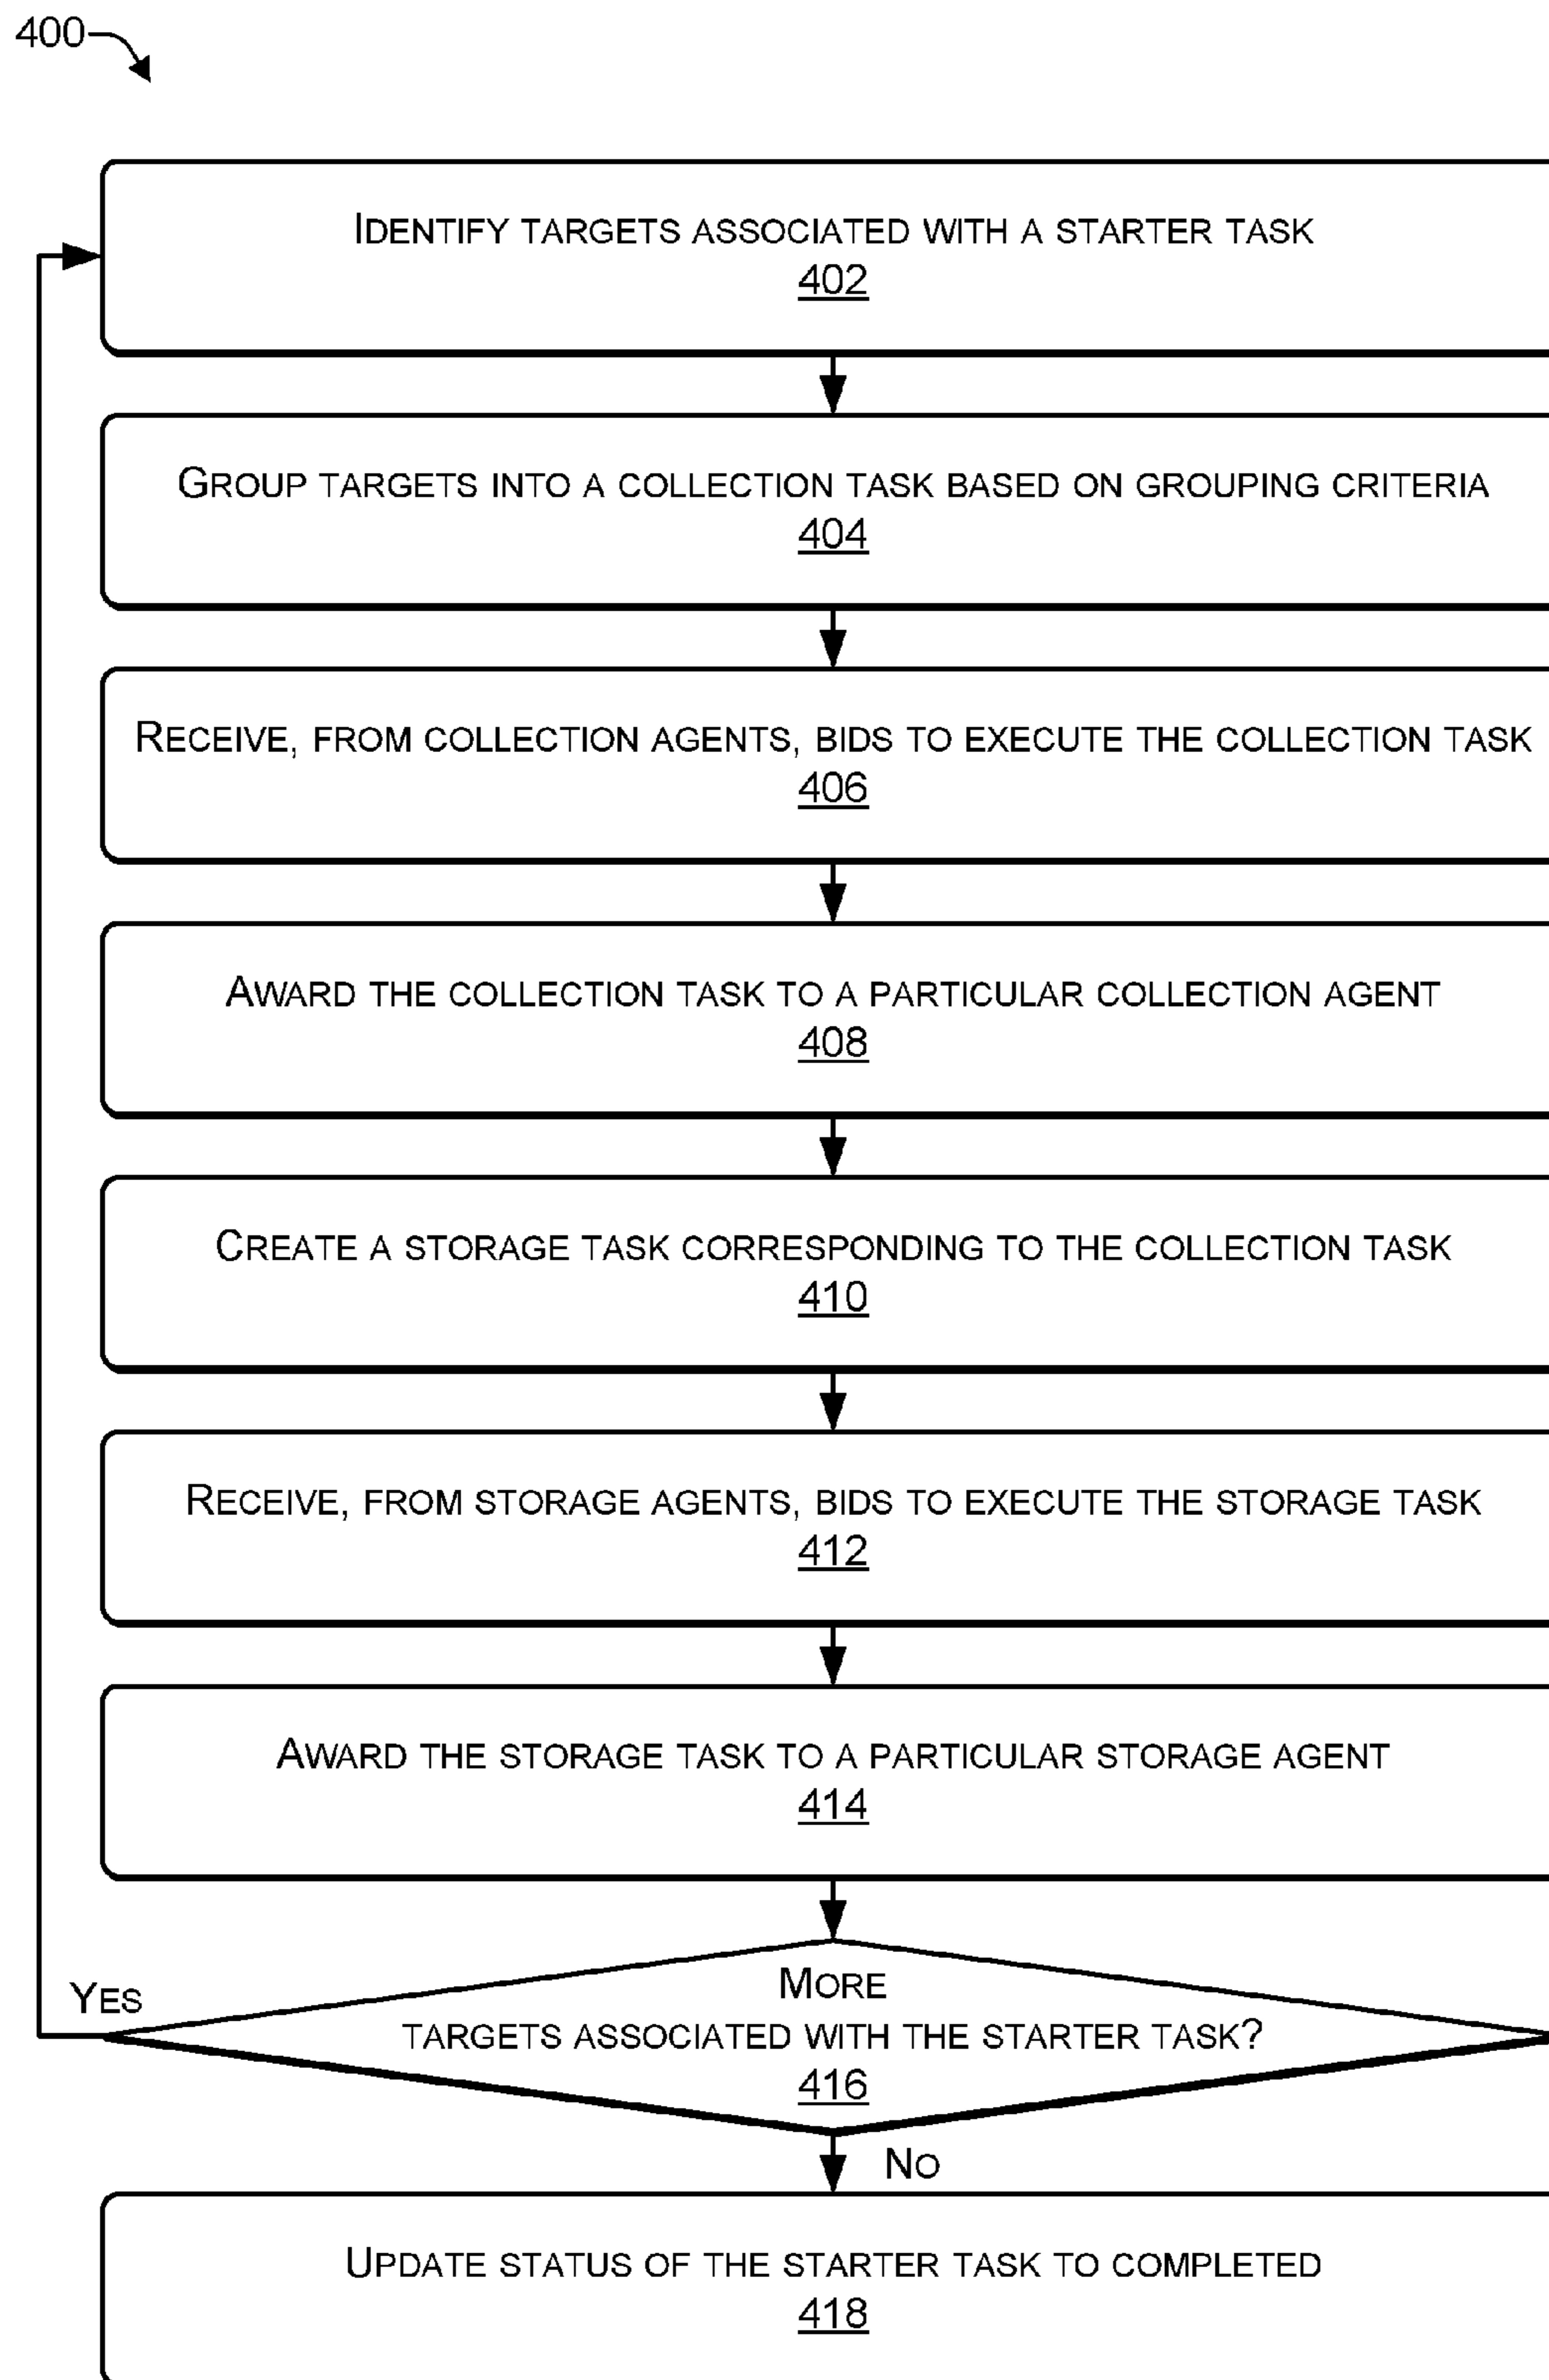 400
IDENTIFY TARGETS ASSOCIATED WITH A STARTER TASK
402
GROUP TARGETS INTO A COLLECTION TASK BASED ON GROUPING CRITERIA
404
RECEIVE, FROM COLLECTION AGENTS, BIDS TO EXECUTE THE COLLECTION TASK
406
AWARD THE COLLECTION TASK TO A PARTICULAR COLLECTION AGENT
408
CREATE A STORAGE TASK CORRESPONDING TO THE COLLECTION TASK
410
RECEIVE, FROM STORAGE AGENTS, BIDS TO EXECUTE THE STORAGE TASK
412
AWARD THE STORAGE TASK TO A PARTICULAR STORAGE AGENT
414
YES
MORE
TARGETS ASSOCIATED WITH THE STARTER TASK?
416
NO
UPDATE STATUS OF THE STARTER TASK TO COMPLETED
418